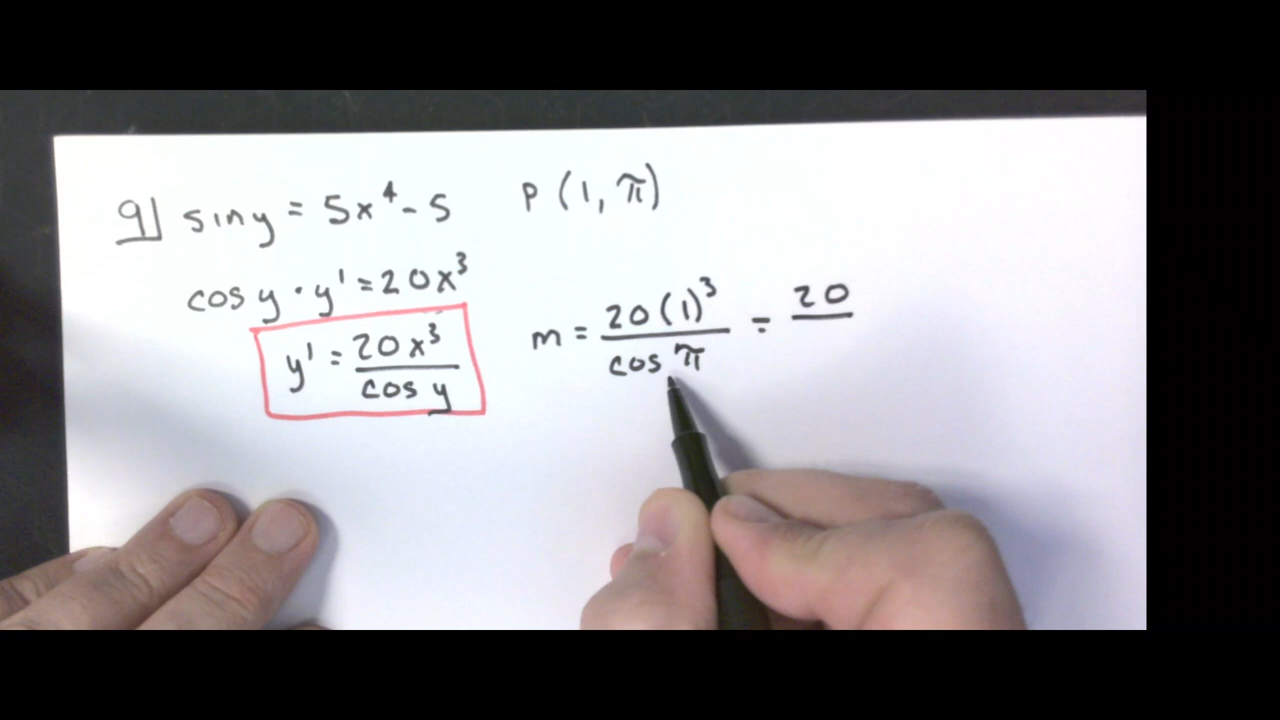 9) sin y = 5x⁴ - 5 P (1, π)
cos y · y' = 20x³
y' = 20x³ / cos y
m = 20(1)³ / cos π = 20 /